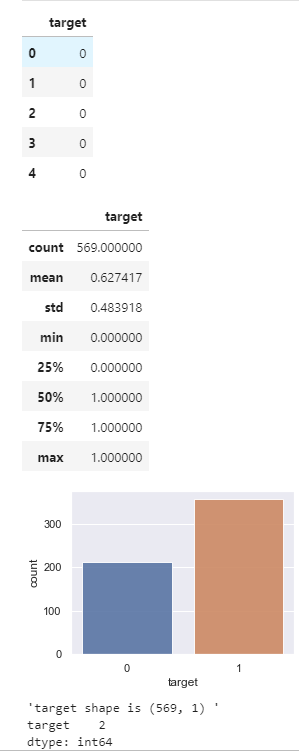 target
0 0
1 0
2 0
3 0
4 0
target
count 569.000000
mean 0.627417
std 0.483918
min 0.000000
25% 0.000000
50% 1.000000
75% 1.000000
max 1.000000
300
200
100
0
count
0 1
target
'target shape is (569, 1) '
target 2
dtype: int64